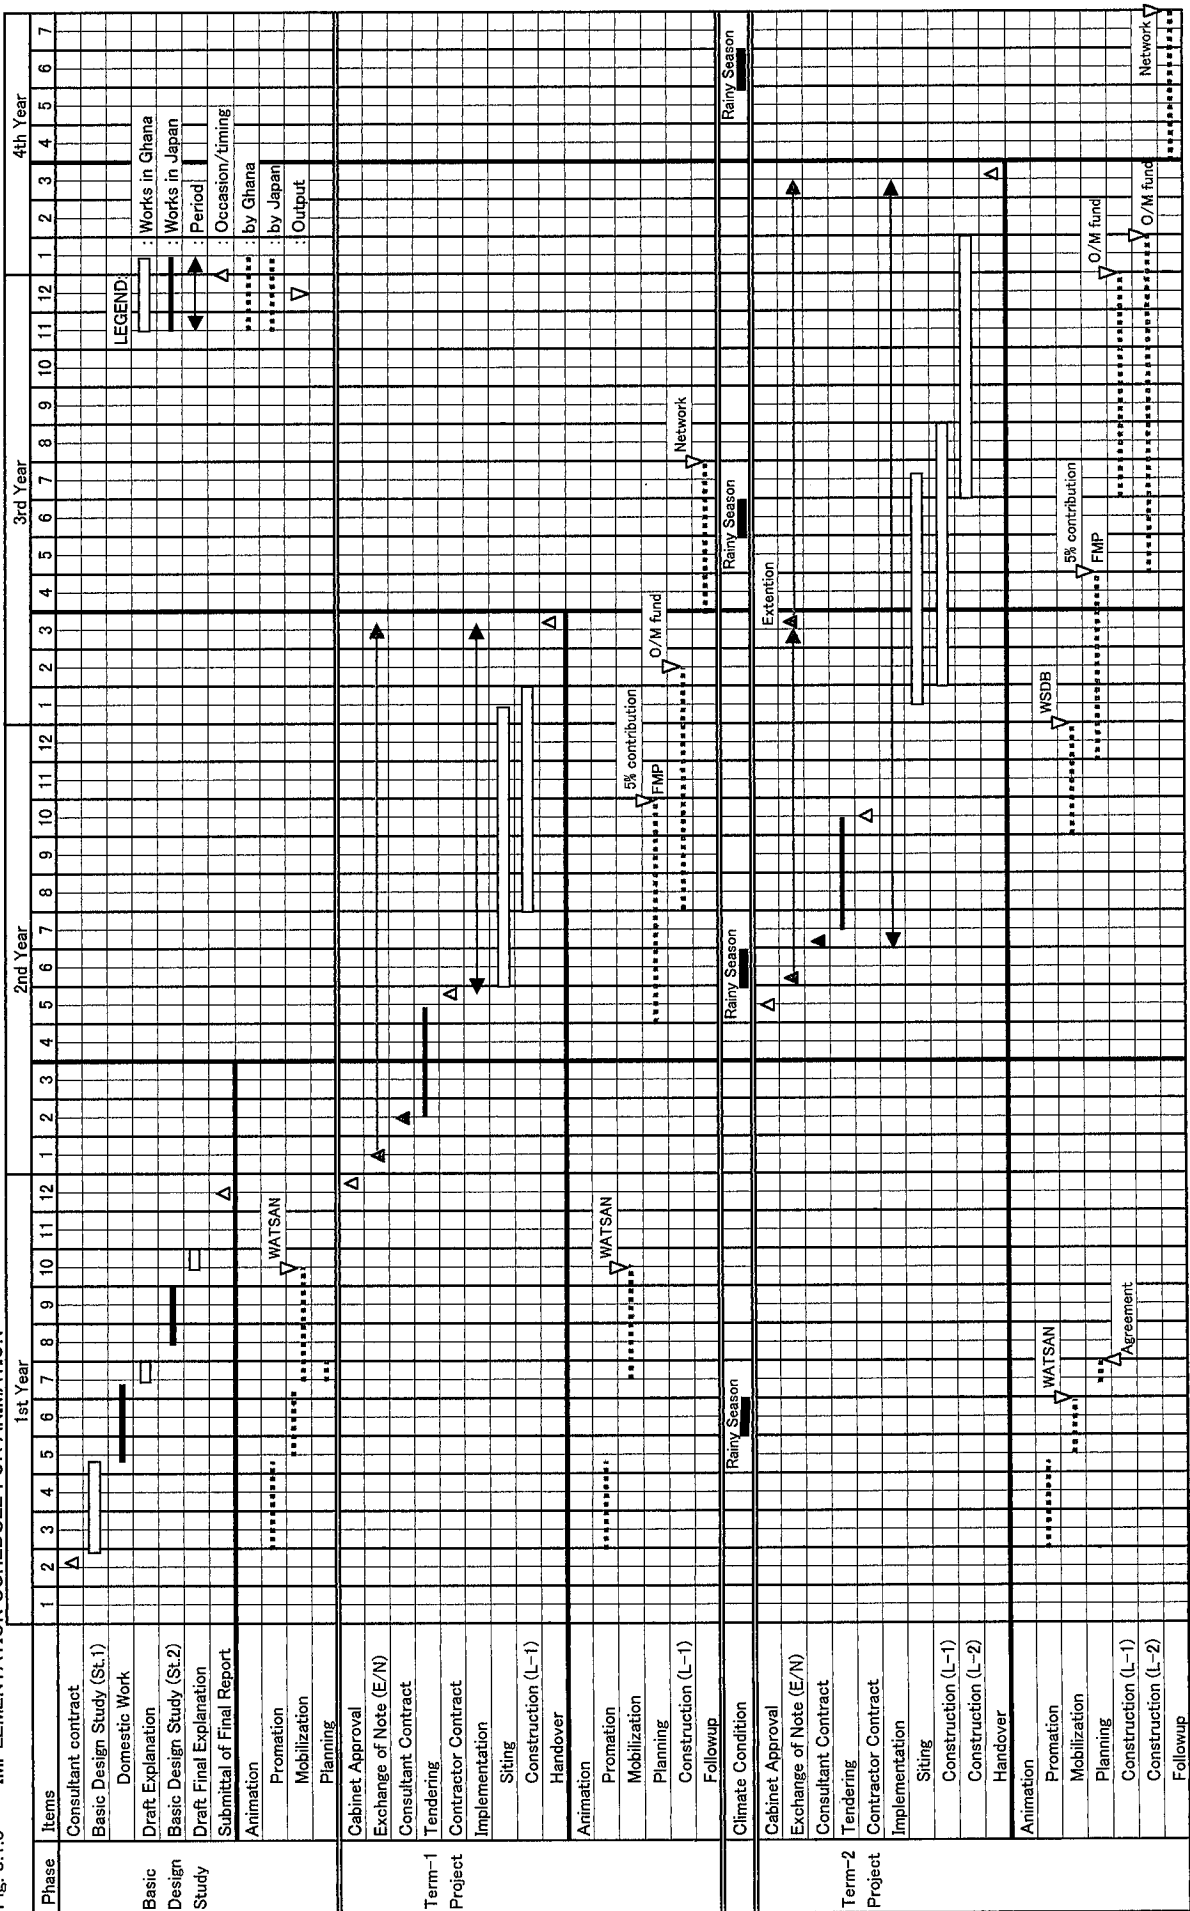 1st Year 2nd Year 3rd Year 4th Year
Phase Items 1 2 3 4 5 6 7 8 9 10 11 12 1 2 3 4 5 6 7 8 9 10 11 12 1 2 3 4 5 6 7 8 9 10 11 12 1 2 3 4 5 6 7
Consultant contract
Basic Design Study (St.1)
Domestic Work
LEGEND:
Basic Draft Explanation : Works in Ghana
Design Basic Design Study (St.2) : Works in Japan
Study Draft Final Explanation : Period
Submittal of Final Report : Occasion/timing
Animation : by Ghana
Promation WATSAN : by Japan
Mobilization : Output
Planning
Cabinet Approval
Exchange of Note (E/N)
Consultant Contract
Term-1 Tendering
Project Contractor Contract
Implementation
Siting
Construction (L-1)
Handover
Animation
Promation WATSAN
Mobilization 5% contribution
Planning FMP O/M fund
Construction (L-1) Network
Followup
Climate Condition Rainy Season Rainy Season Rainy Season Rainy Season
Cabinet Approval Extention
Exchange of Note (E/N)
Consultant Contract
Term-2 Tendering
Project Contractor Contract
Implementation
Siting
Construction (L-1)
Construction (L-2)
Handover
Animation
Promation WATSAN WSDB
Mobilization 5% contribution
Planning FMP O/M fund
Construction (L-1) Agreement
Construction (L-2) O/M fund Network
Followup